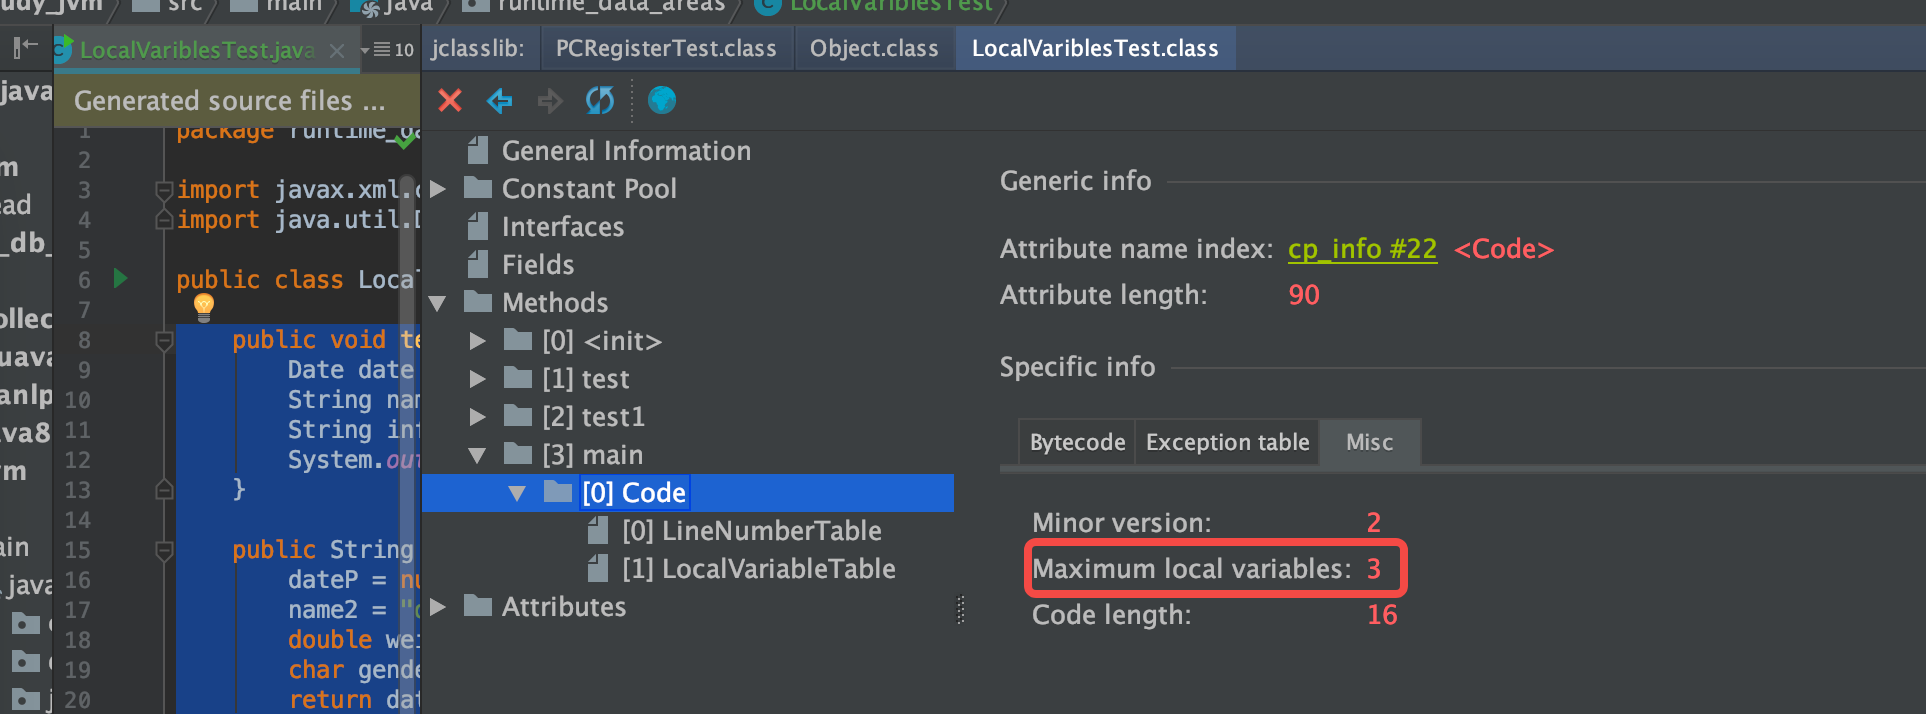 udy_jvm src main java runtime_data_areas LocalVariblesTest
LocalVariblesTest.java 10
jclasslib: PCRegisterTest.class Object.class LocalVariblesTest.class
java
Generated source files ...
General Information
Constant Pool
Interfaces
Fields
Methods
[0] <init>
[1] test
[2] test1
[3] main
[0] Code
[0] LineNumberTable
[1] LocalVariableTable
Attributes
Generic info
Attribute name index: cp_info #22 <Code>
Attribute length: 90
Specific info
Bytecode Exception table Misc
Minor version: 2
Maximum local variables: 3
Code length: 16
1 package runtime_da
2
3 import javax.xml.
4 import java.util.D
5
6 public class Local
7
8 public void te
9 Date date
10 String nam
11 String inf
12 System.out
13 }
14
15 public String
16 dateP = nu
17 name2 = "
18 double wei
19 char gende
20 return dat
m
ead
_db_
ollec
uava
anlp
va8
m
ain
java